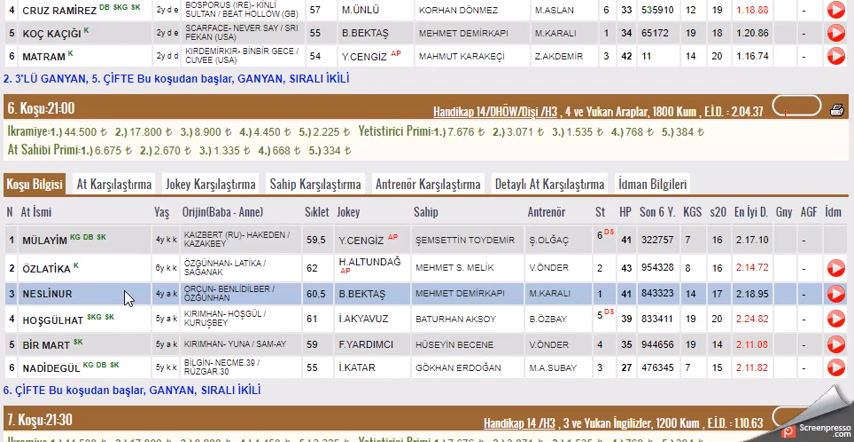 BOSPORUS (IRE)- KİNLİ
4 CRUZ RAMİREZ DB SKG SK 2y d e SULTAN / BEAT HOLLOW (GB) 57 M.ÜNLÜ KORHAN DÖNMEZ M.ASLAN 6 33 535910 12 19 1.18.88
5 KOÇ KAÇIĞI K 2y d d SCARFACE- NEVER SAY / SRI PEKAN (USA) 55 B.BEKTAŞ MEHMET DEMİRKAPI M.KARALI 1 34 65172 19 18 1.20.86
6 MATRAM K 2y d d KIRDEMİRKIR- BİNBİR GECE / CUVEE (USA) 54 Y.CENGİZ AP MAHMUT KARAKEÇİ Z.AKDEMİR 3 42 11 14 20 1.16.74
2. 3'LÜ GANYAN, 5. ÇİFTE Bu koşudan başlar, GANYAN, SIRALI İKİLİ
6. Koşu:21:00 Handikap 14/DHÖW/Dişi /H3 , 4 ve Yukarı Araplar, 1800 Kum , E.İ.D. : 2.04.37
İkramiye:1.) 44.500 ₺ 2.) 17.800 ₺ 3.) 8.900 ₺ 4.) 4.450 ₺ 5.) 2.225 ₺ Yetistirici Primi:1.) 7.676 ₺ 2.) 3.071 ₺ 3.) 1.535 ₺ 4.) 768 ₺ 5.) 384 ₺
At Sahibi Primi:1.) 6.675 ₺ 2.) 2.670 ₺ 3.) 1.335 ₺ 4.) 668 ₺ 5.) 334 ₺
Koşu Bilgisi At Karşılaştırma Jokey Karşılaştırma Sahip Karşılaştırma Antrenör Karşılaştırma Detaylı At Karşılaştırma İdman Bilgileri
N At İsmi Yaş Orijin(Baba - Anne) Sıklet Jokey Sahip Antrenör St HP Son 6 Y. KGS s20 En İyi D. Gny AGF İdm
1 MÜLAYİM KG DB SK 4y k k KAIZBERT (RU)- HAKEDEN / KAZAKBEY 59,5 Y.CENGİZ AP ŞEMSETTİN TOYDEMİR Ş.OLĞAÇ 6 DS 41 322757 7 16 2.17.10 -
2 ÖZLATİKA K 6y k k ÖZGÜNHAN- LATİKA / SAĞANAK 62 H.ALTUNDAĞ AP MEHMET S. MELİK V.ÖNDER 2 43 954328 8 16 2.14.72 -
3 NESLİNUR 4y a k ORÇUN- BENLİDİLBER / ÖZGÜNHAN 60,5 B.BEKTAŞ MEHMET DEMİRKAPI M.KARALI 1 41 843323 14 17 2.18.95 -
4 HOŞGÜLHAT SKG SK 5y a k KIRIMHAN- HOŞGÜL / KURUŞBEY 61 İ.AKYAVUZ BATURHAN AKSOY B.ÖZBAY 5 DS 39 833411 19 20 2.24.82 -
5 BİR MART SK 5y a k KIRIMHAN - YUNA / SAM-AY 59 F.YARDIMCI HÜSEYİN BECENE V.ÖNDER 4 35 944656 19 14 2.11.08 -
6 NADİDEGÜL KG DB SK 5y k k BİLGİN- NECME.39 / RÜZGAR.30 55 İ.KATAR GÖKHAN ERDOĞAN M.A.SUBAY 3 27 476345 7 15 2.11.82 -
6. ÇİFTE Bu koşudan başlar, GANYAN, SIRALI İKİLİ
7. Koşu:21:30 Handikap 14 /H3 , 3 ve Yukarı İngilizler, 1200 Kum , E.İ.D. : 1.10.63
Screenpresso
.com